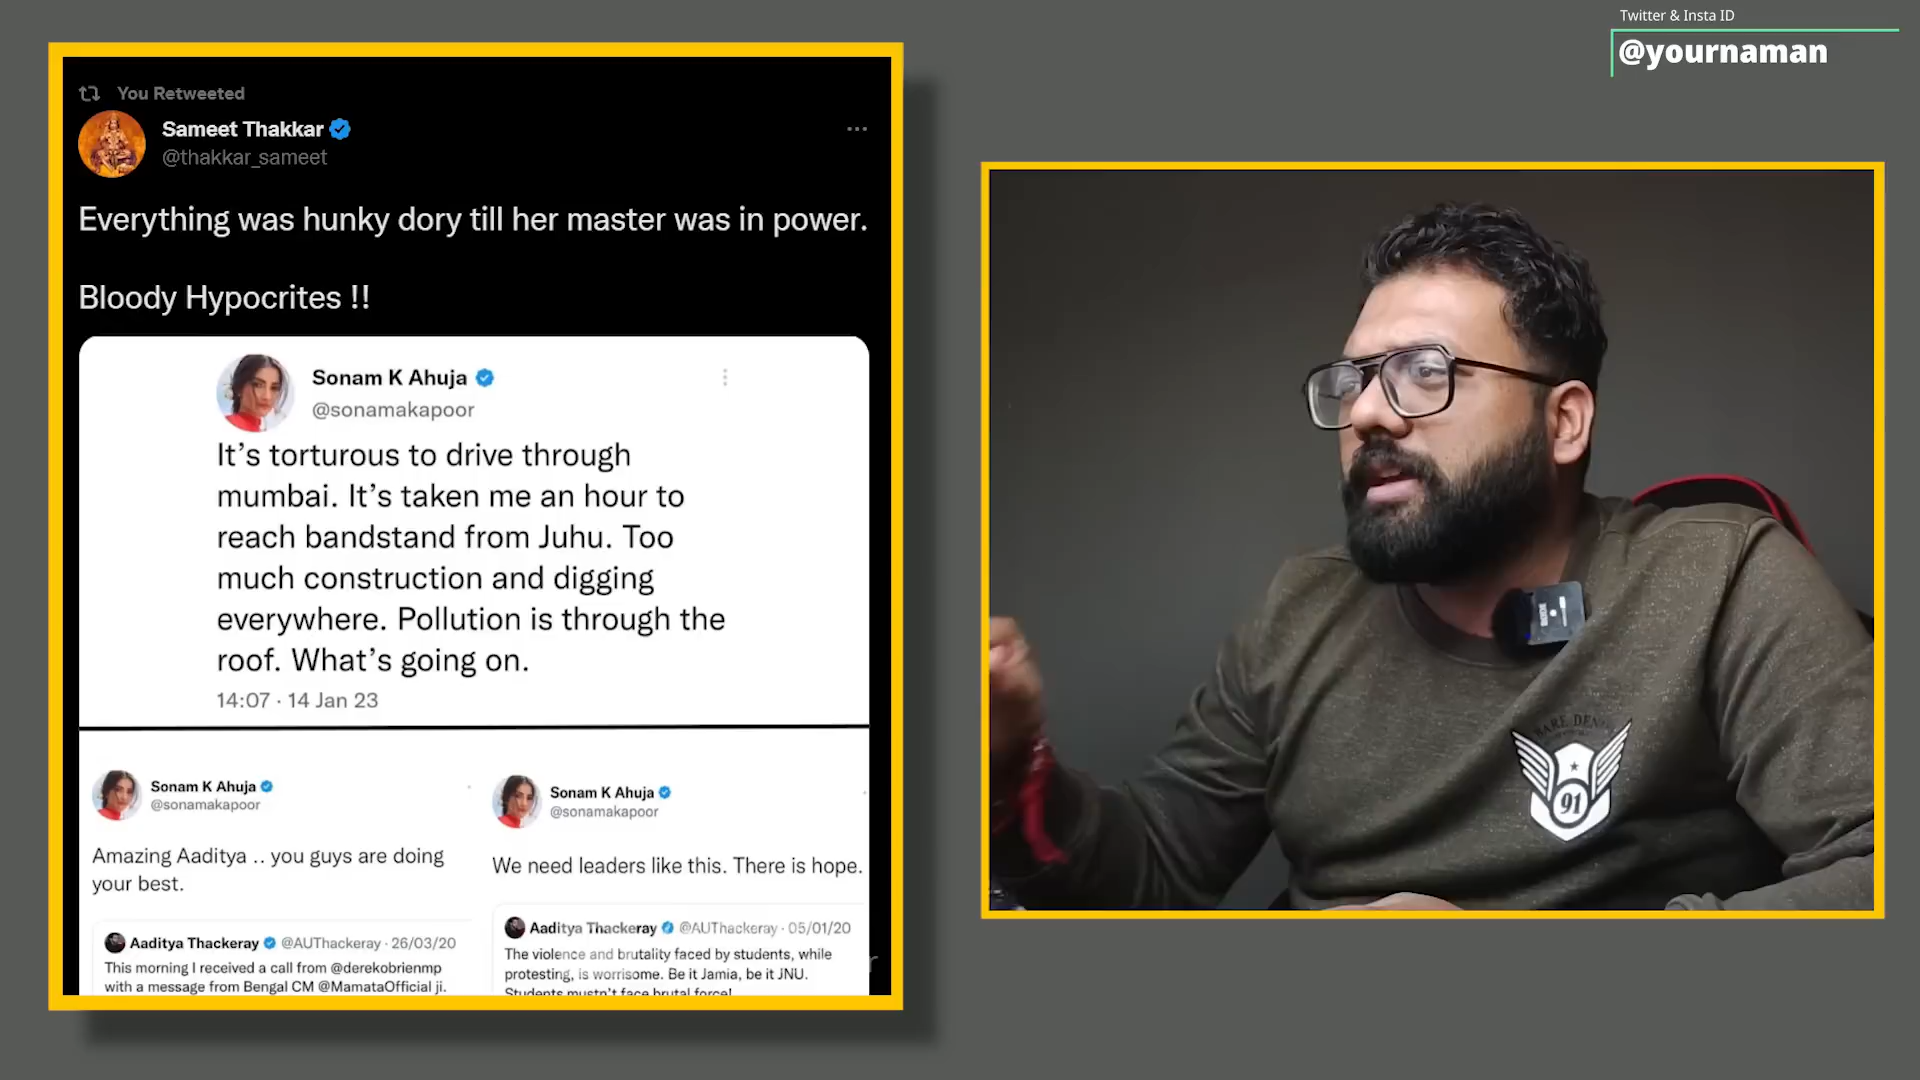 Twitter & Insta ID
@yournaman
You Retweeted
Sameet Thakkar
@thakkar_sameet
Everything was hunky dory till her master was in power.
Bloody Hypocrites !!
Sonam K Ahuja
@sonamakapoor
It’s torturous to drive through
mumbai. It’s taken me an hour to
reach bandstand from Juhu. Too
much construction and digging
everywhere. Pollution is through the
roof. What’s going on.
14:07 · 14 Jan 23
Sonam K Ahuja
@sonamakapoor
Amazing Aaditya .. you guys are doing
your best.
Aaditya Thackeray @AUThackeray · 26/03/20
This morning I received a call from @derekobrienmp
with a message from Bengal CM @MamataOfficial ji.
Sonam K Ahuja
@sonamakapoor
We need leaders like this. There is hope.
Aaditya Thackeray @AUThackeray · 05/01/20
The violence and brutality faced by students, while
protesting, is worrisome. Be it Jamia, be it JNU.
Students mustn't face brutal force!
91